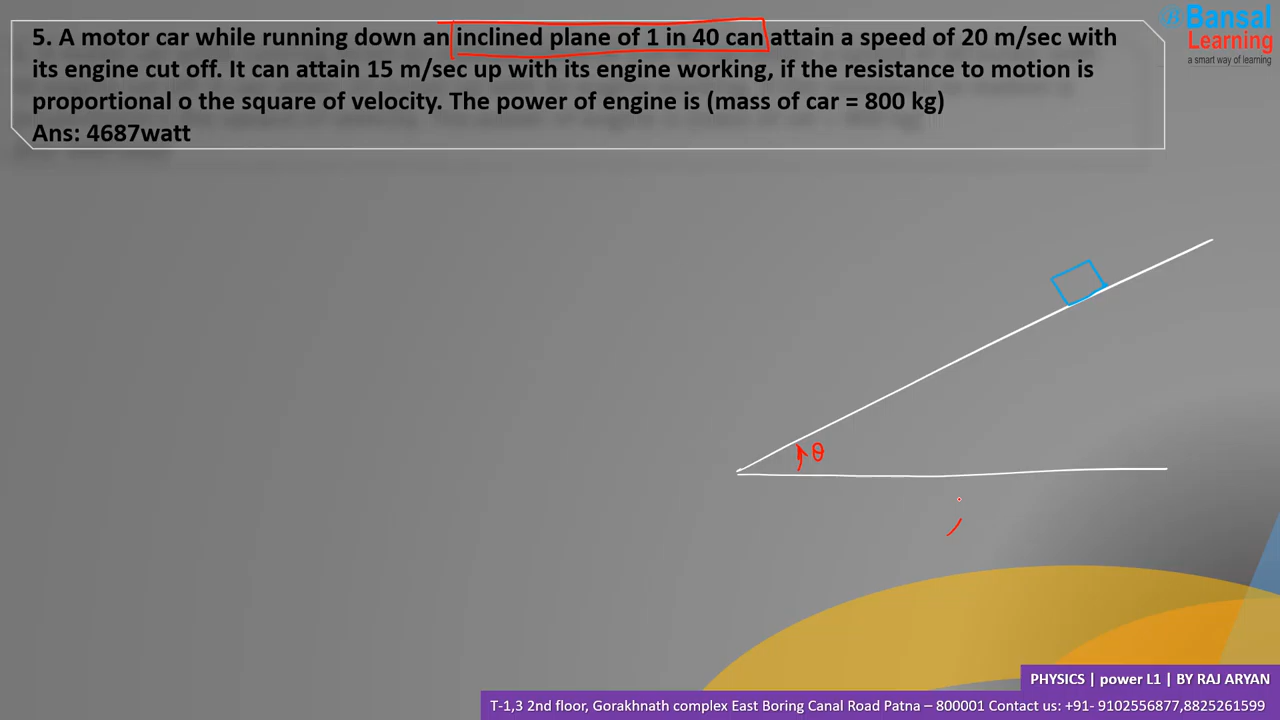 5. A motor car while running down an inclined plane of 1 in 40 can attain a speed of 20 m/sec with
its engine cut off. It can attain 15 m/sec up with its engine working, if the resistance to motion is
proportional o the square of velocity. The power of engine is (mass of car = 800 kg)
Ans: 4687watt
Bansal
Learning
a smart way of learning
θ
PHYSICS | power L1 | BY RAJ ARYAN
T-1,3 2nd floor, Gorakhnath complex East Boring Canal Road Patna – 800001 Contact us: +91- 9102556877,8825261599